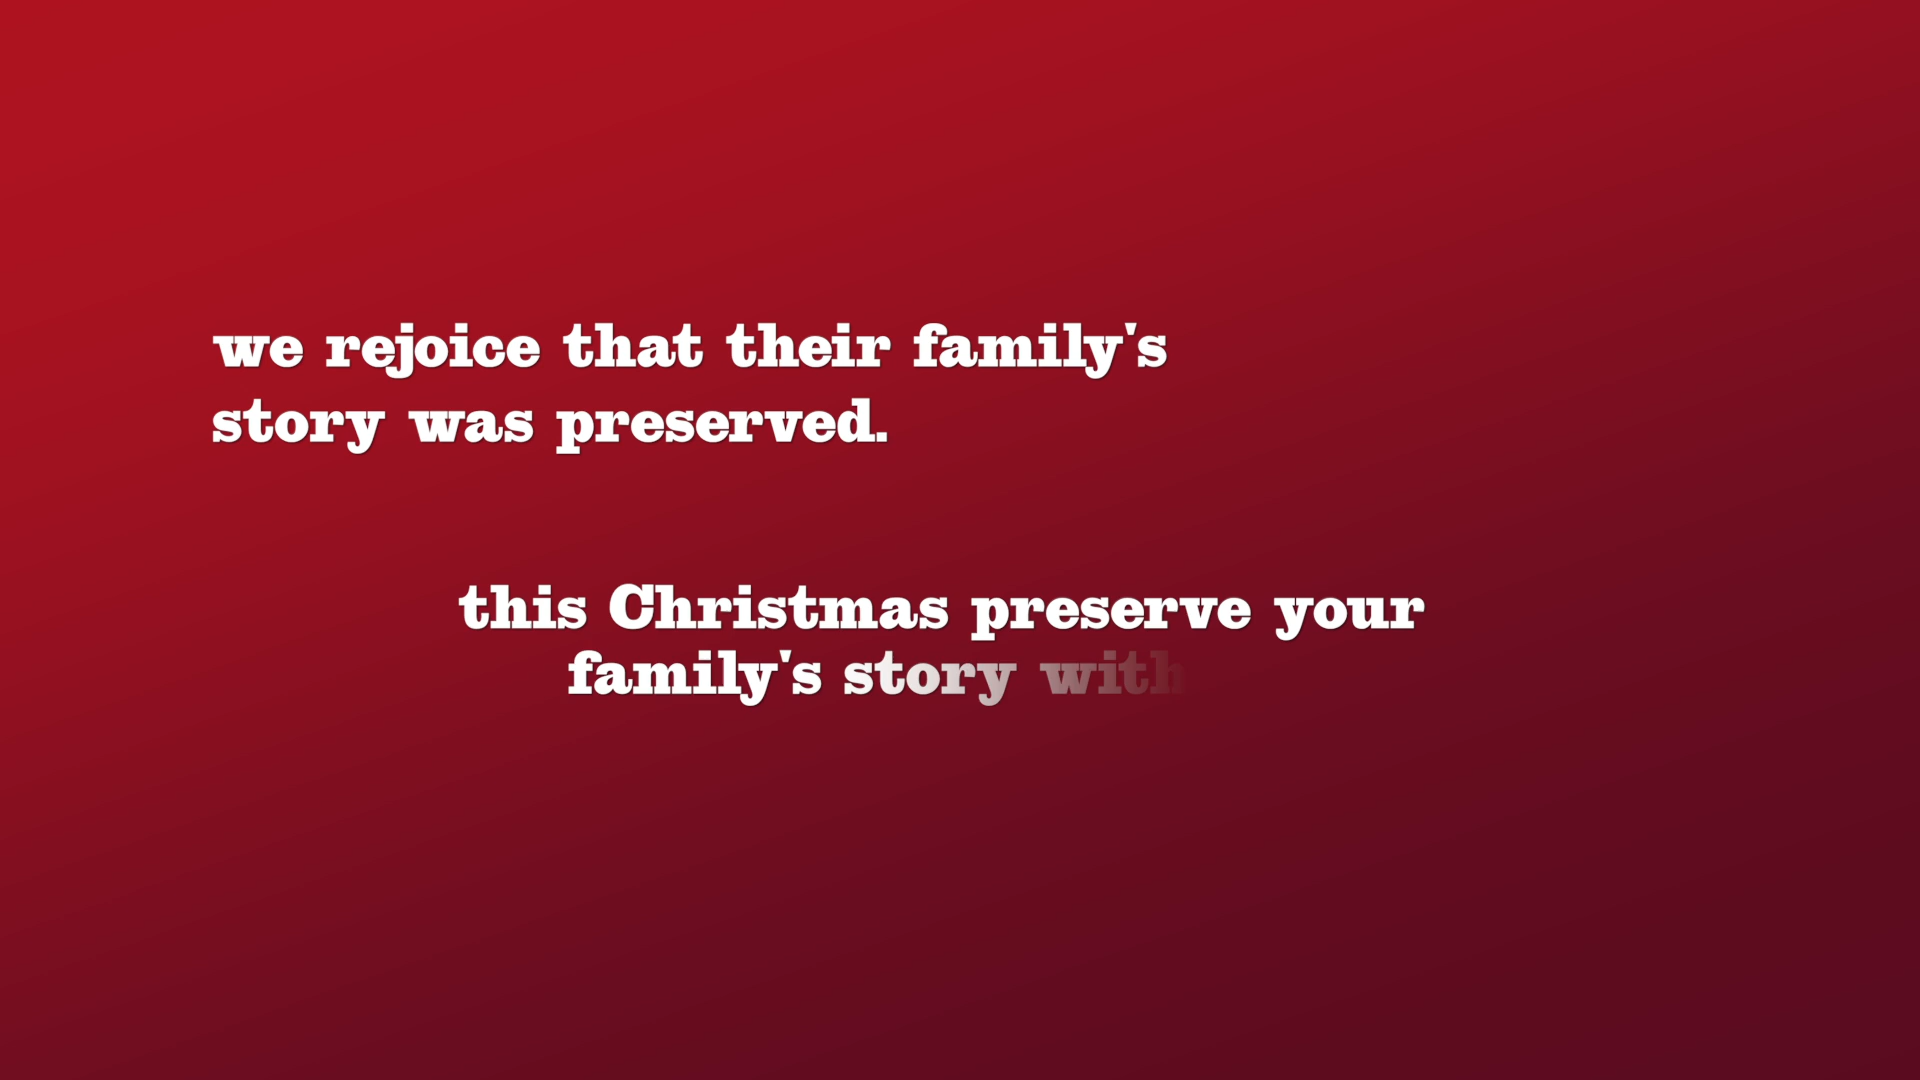 we rejoice that their family's
story was preserved.
this Christmas preserve your
family's story with